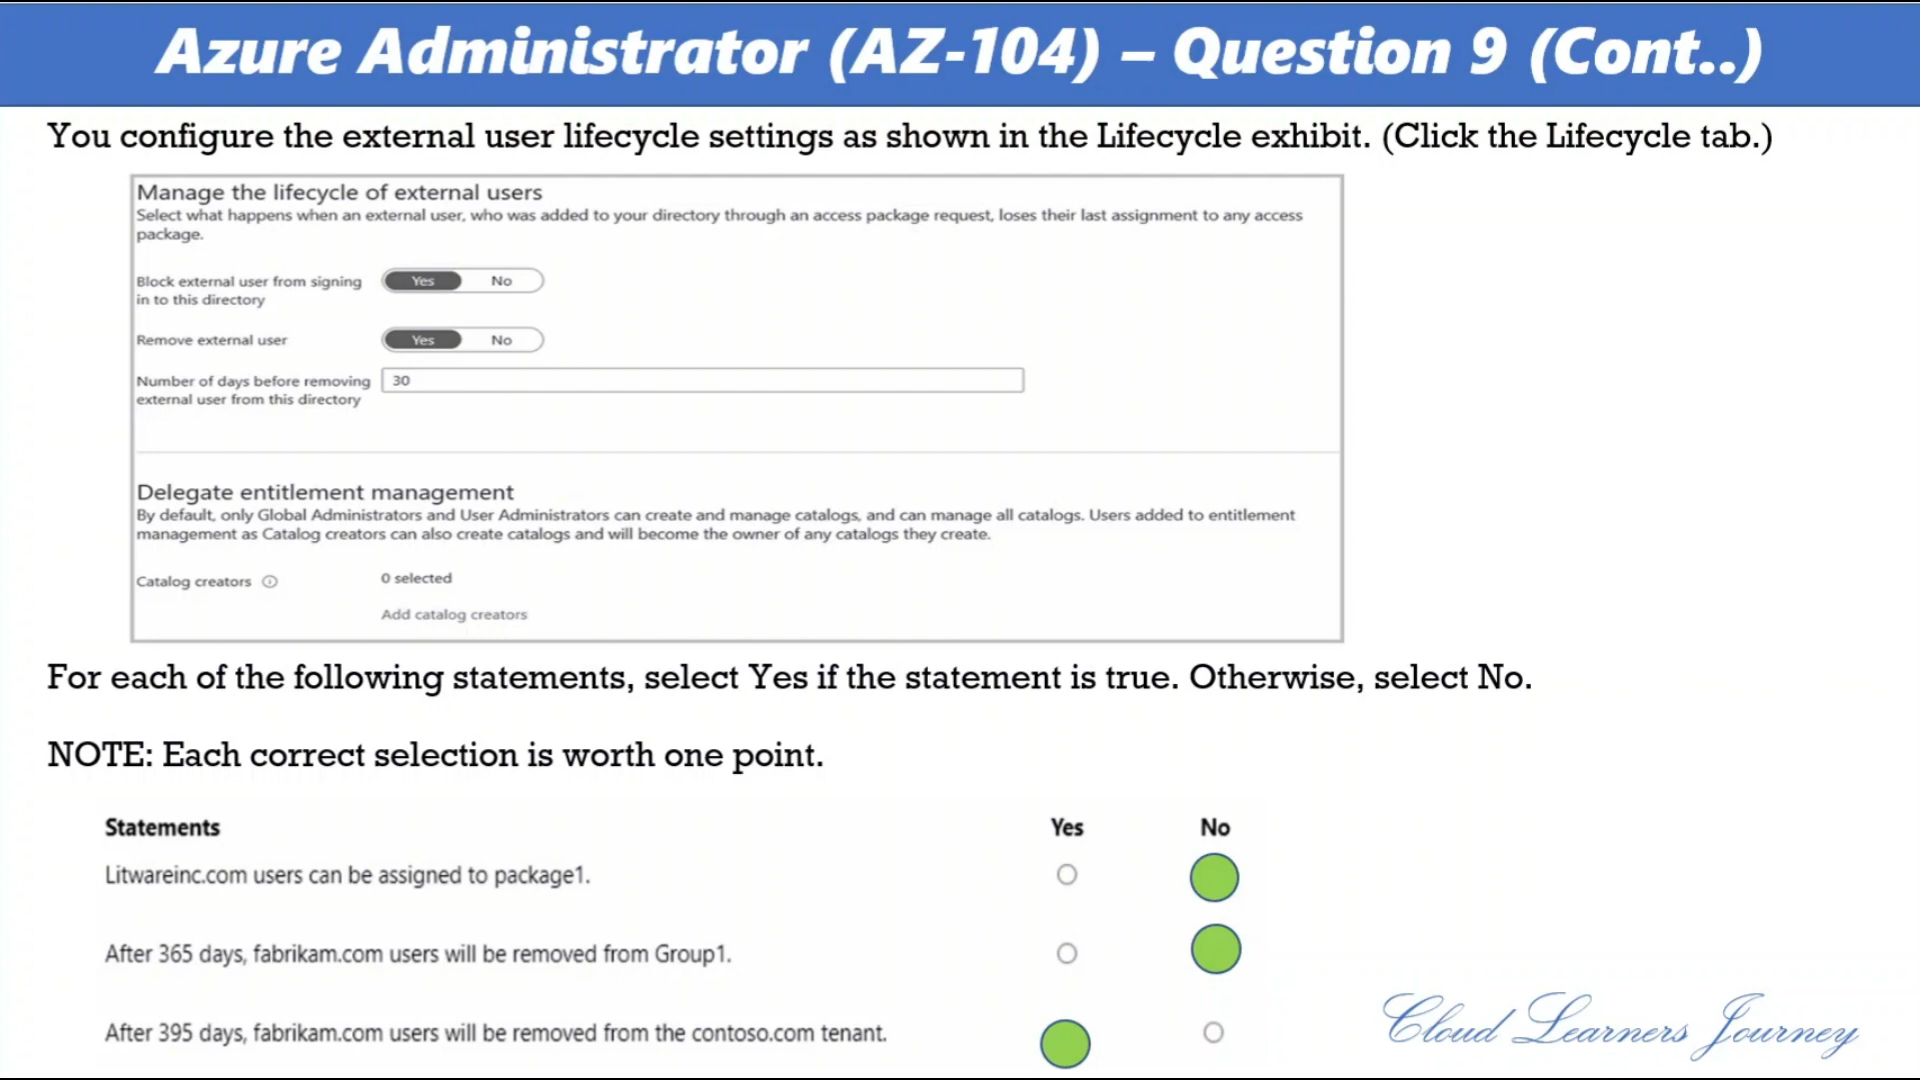 Azure Administrator (AZ-104) – Question 9 (Cont..)
You configure the external user lifecycle settings as shown in the Lifecycle exhibit. (Click the Lifecycle tab.)
Manage the lifecycle of external users
Select what happens when an external user, who was added to your directory through an access package request, loses their last assignment to any access
package.
Block external user from signing
in to this directory
Yes No
Remove external user
Yes No
Number of days before removing
external user from this directory
30
Delegate entitlement management
By default, only Global Administrators and User Administrators can create and manage catalogs, and can manage all catalogs. Users added to entitlement
management as Catalog creators can also create catalogs and will become the owner of any catalogs they create.
Catalog creators
0 selected
Add catalog creators
For each of the following statements, select Yes if the statement is true. Otherwise, select No.
NOTE: Each correct selection is worth one point.
Statements Yes No
Litwareinc.com users can be assigned to package1.
After 365 days, fabrikam.com users will be removed from Group1.
After 395 days, fabrikam.com users will be removed from the contoso.com tenant.
Cloud Learners Journey